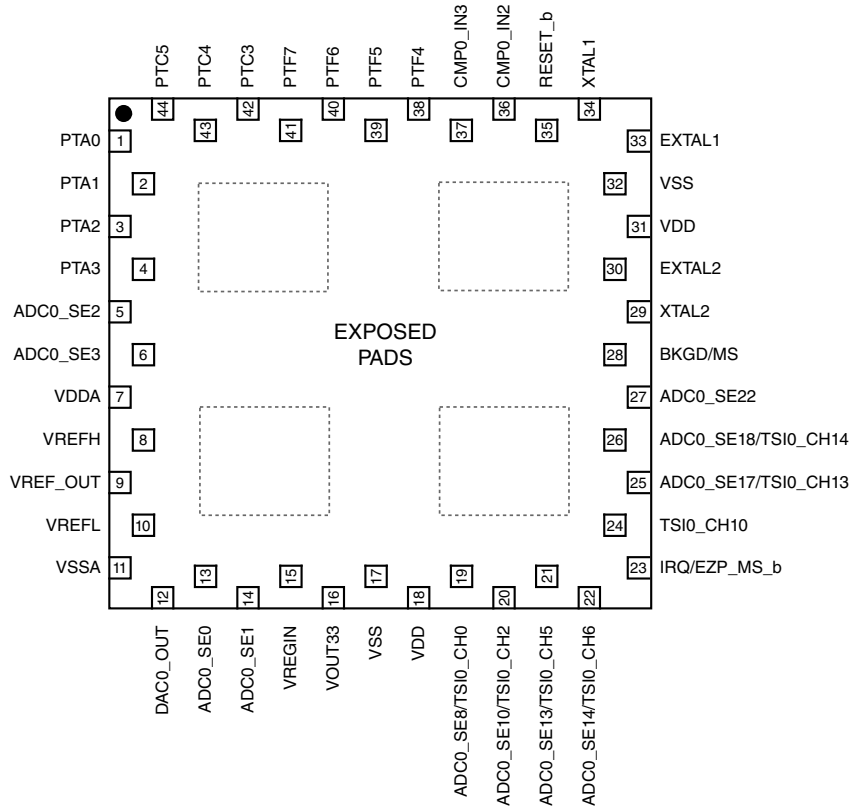 PTC5
PTC4
PTC3
PTF7
PTF6
PTF5
PTF4
CMP0_IN3
CMP0_IN2
RESET_b
XTAL1
44
43
42
41
40
39
38
37
36
35
34
PTA0 1
PTA1 2
PTA2 3
PTA3 4
ADC0_SE2 5
ADC0_SE3 6
VDDA 7
VREFH 8
VREF_OUT 9
VREFL 10
VSSA 11
EXPOSED
PADS
33 EXTAL1
32 VSS
31 VDD
30 EXTAL2
29 XTAL2
28 BKGD/MS
27 ADC0_SE22
26 ADC0_SE18/TSI0_CH14
25 ADC0_SE17/TSI0_CH13
24 TSI0_CH10
23 IRQ/EZP_MS_b
12
13
14
15
16
17
18
19
20
21
22
DAC0_OUT
ADC0_SE0
ADC0_SE1
VREGIN
VOUT33
VSS
VDD
ADC0_SE8/TSI0_CH0
ADC0_SE10/TSI0_CH2
ADC0_SE13/TSI0_CH5
ADC0_SE14/TSI0_CH6